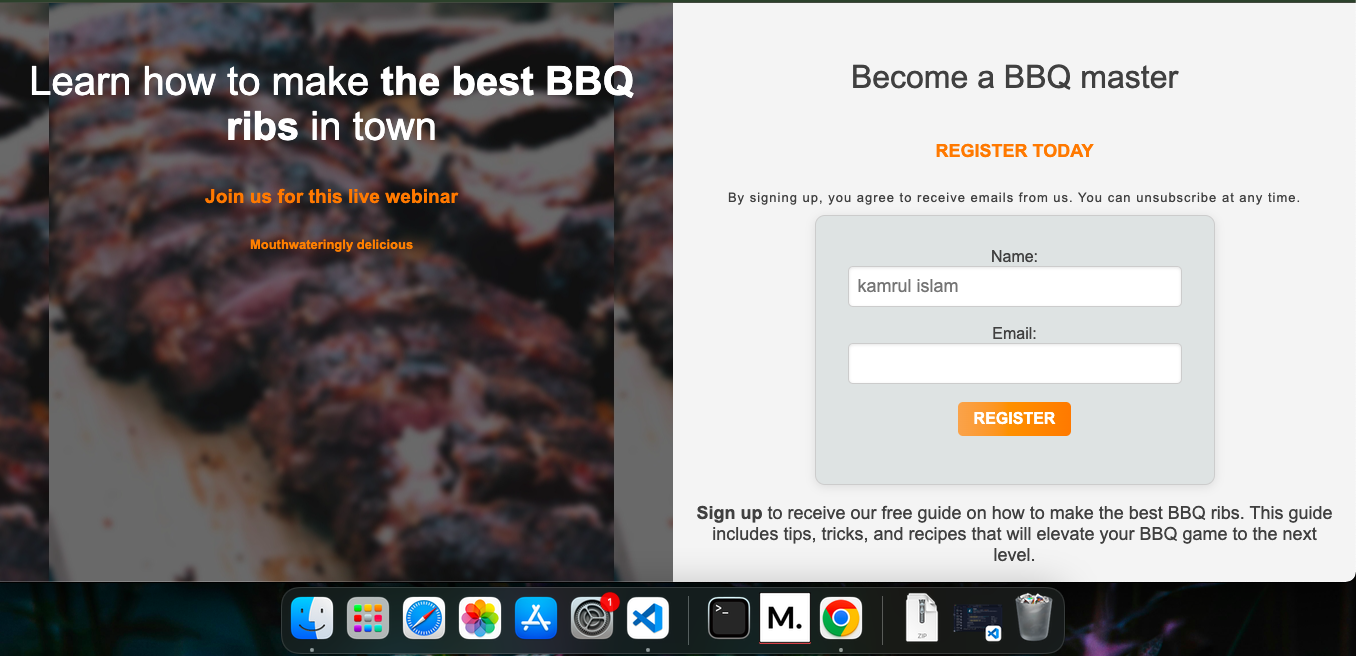 Learn how to make the best BBQ
ribs in town
Join us for this live webinar
Mouthwateringly delicious
Become a BBQ master
REGISTER TODAY
By signing up, you agree to receive emails from us. You can unsubscribe at any time.
Name:
kamrul islam
Email:
REGISTER
Sign up to receive our free guide on how to make the best BBQ ribs. This guide
includes tips, tricks, and recipes that will elevate your BBQ game to the next
level.
1
>_
M.
ZIP